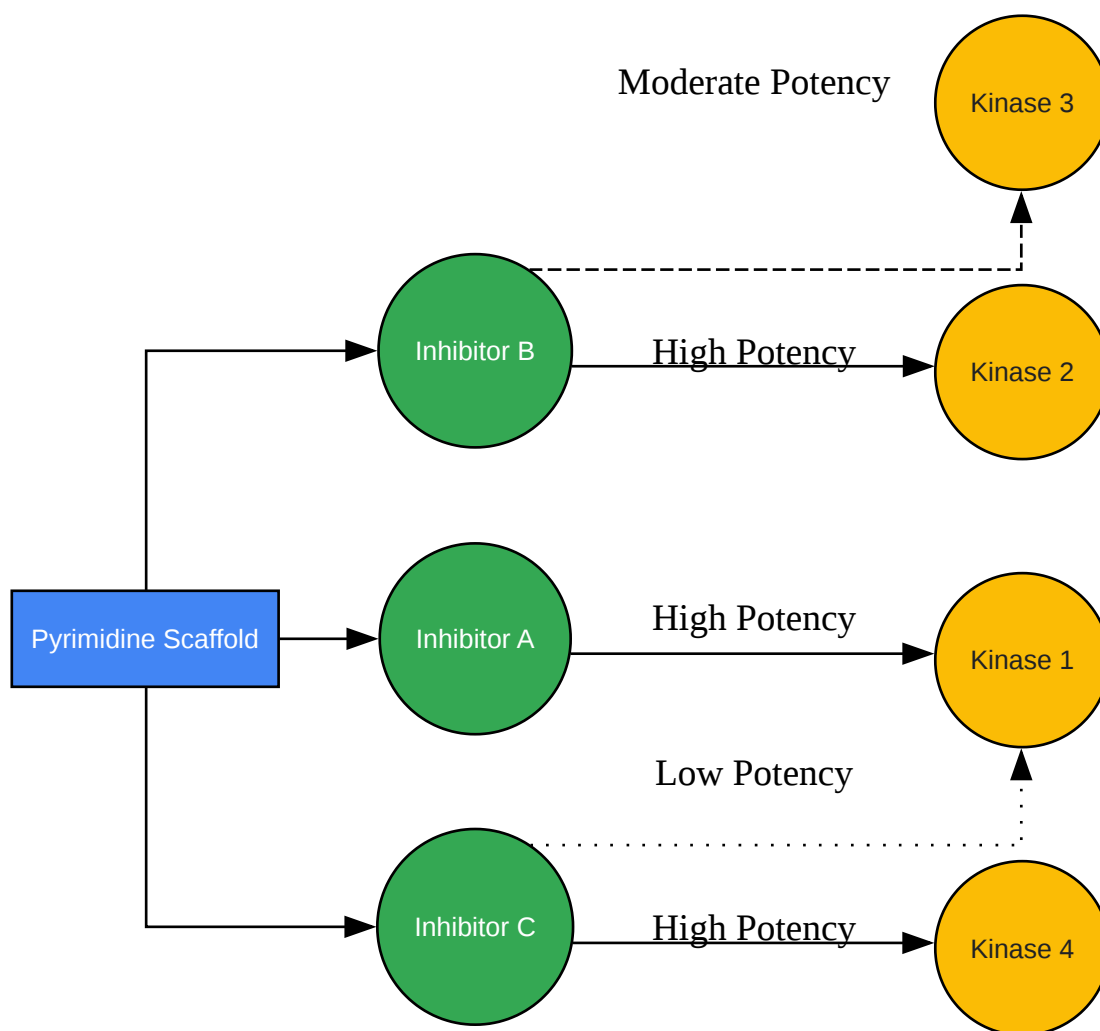 Moderate Potency
Kinase 3
Inhibitor B
High Potency
Kinase 2
Pyrimidine Scaffold
Inhibitor A
High Potency
Kinase 1
Low Potency
Inhibitor C
High Potency
Kinase 4